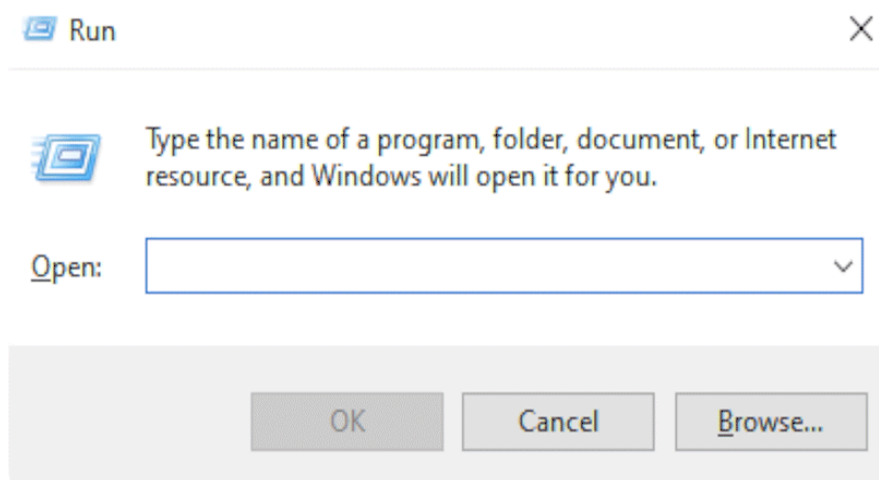 Run
Type the name of a program, folder, document, or Internet
resource, and Windows will open it for you.
Open:
OK
Cancel
Browse...